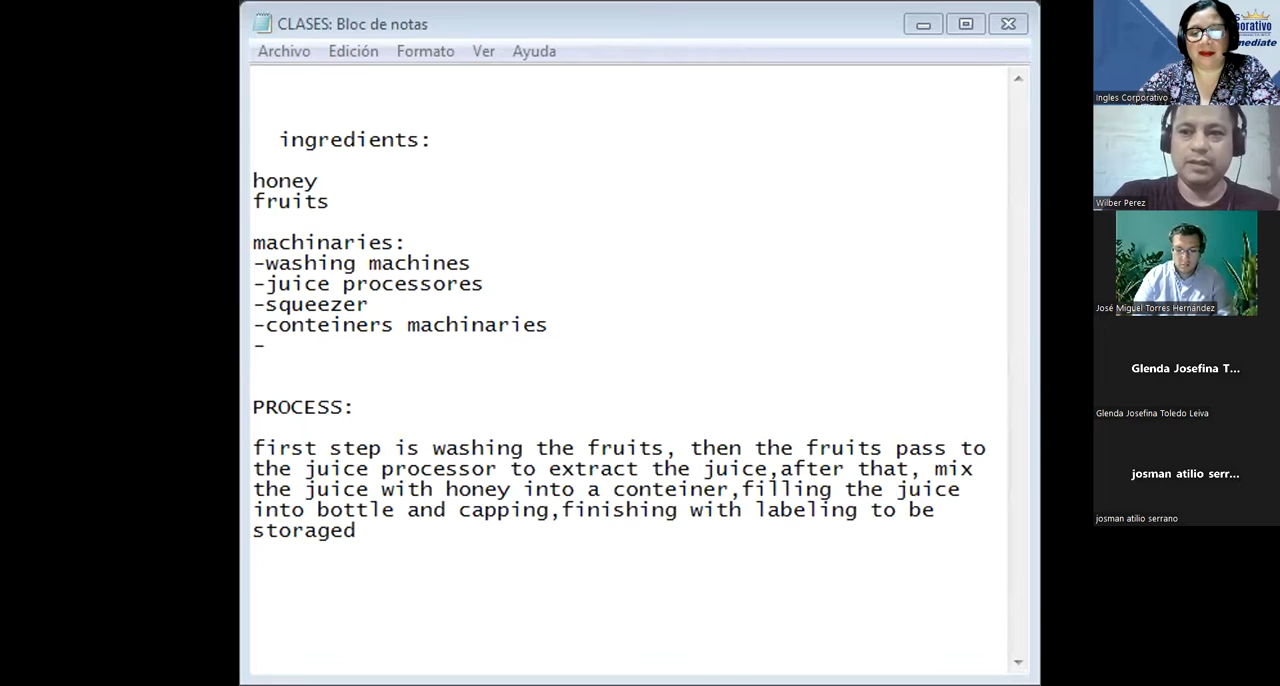 CLASES: Bloc de notas
Archivo Edición Formato Ver Ayuda
ingredients:
honey
fruits
machinaries:
-washing machines
-juice processores
-squeezer
-conteiners machinaries
-
PROCESS:
first step is washing the fruits, then the fruits pass to
the juice processor to extract the juice,after that, mix
the juice with honey into a conteiner,filling the juice
into bottle and capping,finishing with labeling to be
storaged
Ingles Corporativo
Wilber Perez
José Miguel Torres Hernández
Glenda Josefina T...
Glenda Josefina Toledo Leiva
josman atilio serr...
josman atilio serrano